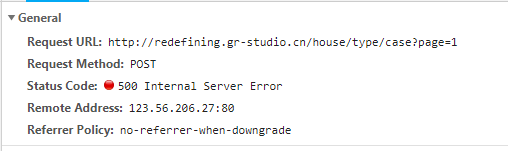 General
Request URL: http://redefining.gr-studio.cn/house/type/case?page=1
Request Method: POST
Status Code: 500 Internal Server Error
Remote Address: 123.56.206.27:80
Referrer Policy: no-referrer-when-downgrade